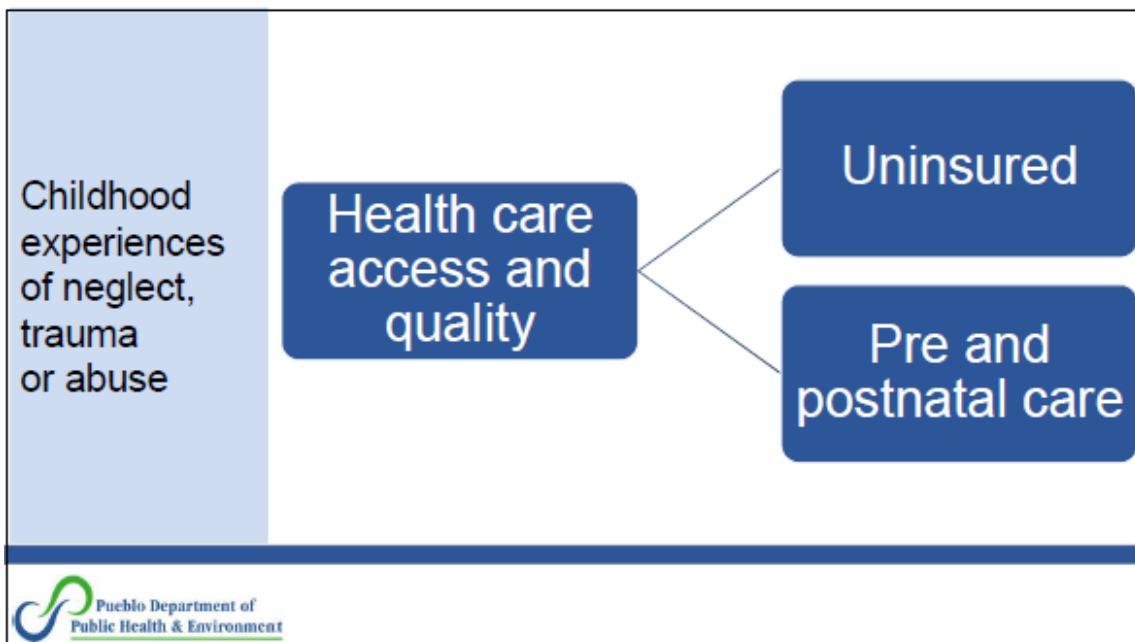 Childhood
experiences
of neglect,
trauma
or abuse
Health care
access and
quality
Uninsured
Pre and
postnatal care
Pueblo Department of
Public Health & Environment